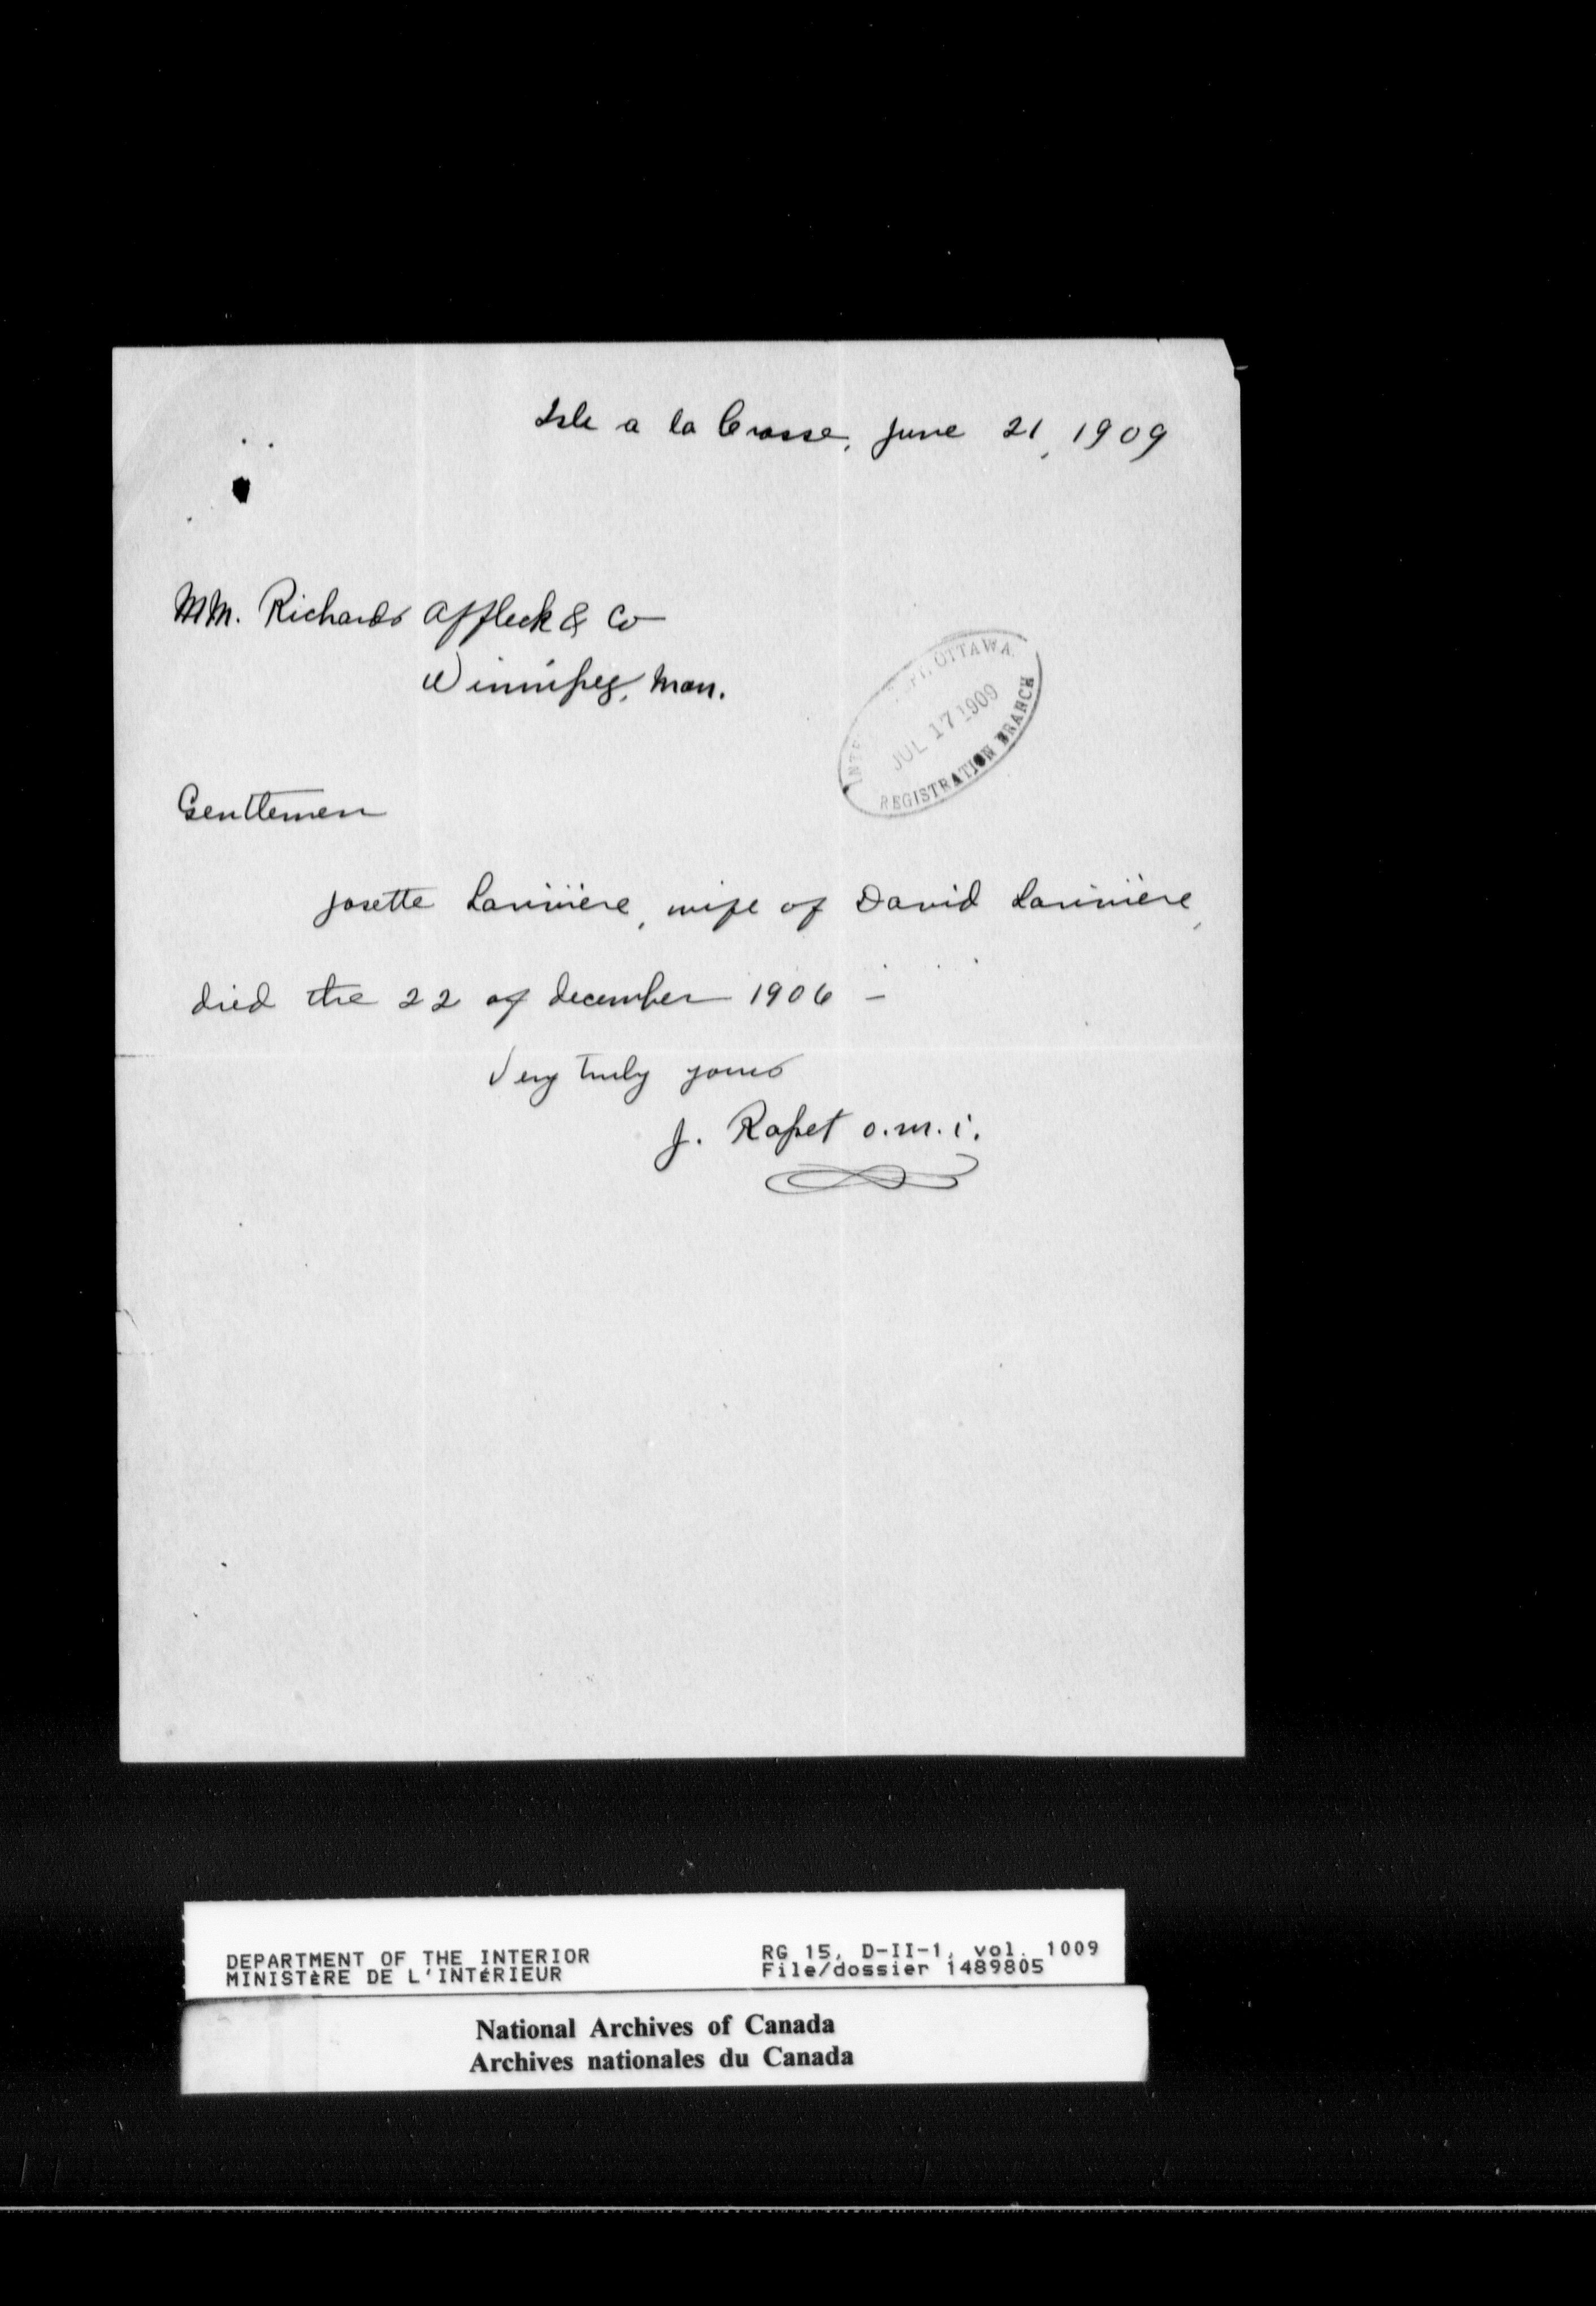 Isle a la Crosse, June 21, 1909
MM. Richards Affleck & Co
Winnipeg, Man.
OTTAWA
JUL 17 1909
REGISTRATION BRANCH
Gentlemen
Josette Larivière, wife of David Larivière,
died the 22 of december 1906 -
Very truly yours
J. Rapet o.m.i.
DEPARTMENT OF THE INTERIOR
MINISTÈRE DE L'INTÉRIEUR
RG 15, D-II-1, vol. 1009
File/dossier 1489805
National Archives of Canada
Archives nationales du Canada